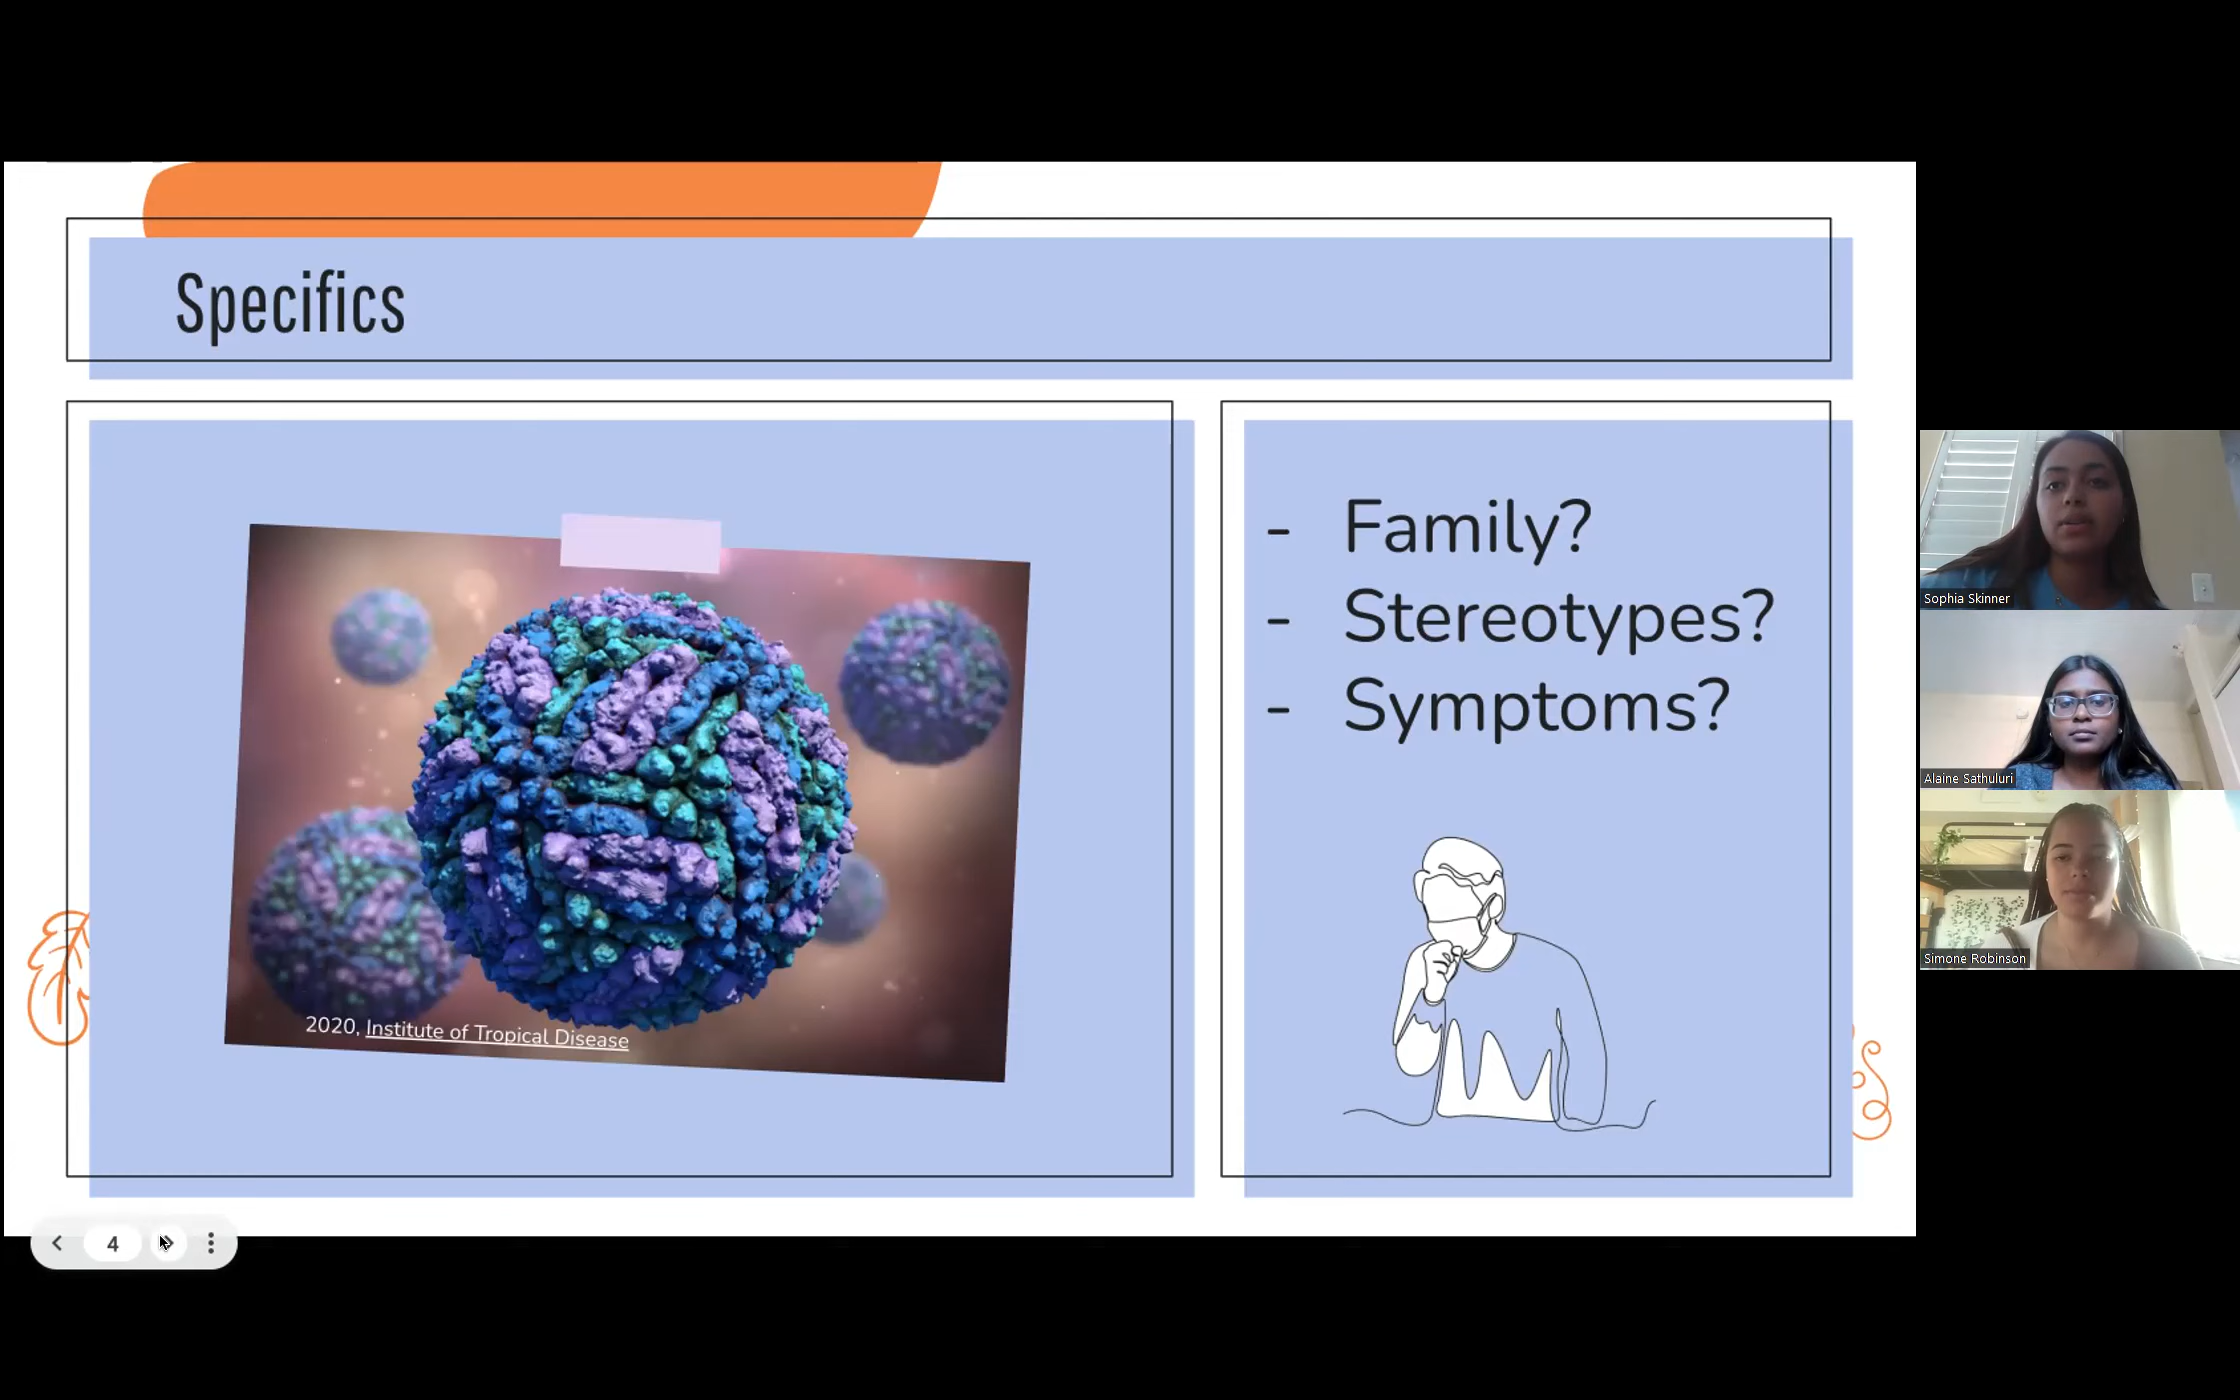 Specifics
2020, Institute of Tropical Disease
- Family?
- Stereotypes?
- Symptoms?
Sophia Skinner
Alaine Sathuluri
Simone Robinson
4